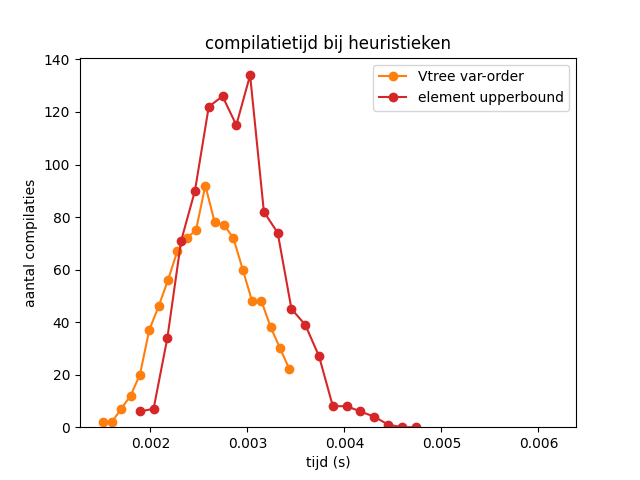 compilatietijd bij heuristieken
Vtree var-order
element upperbound
aantal compilaties
140
120
100
80
60
40
20
0
0.002 0.003 0.004 0.005 0.006
tijd (s)